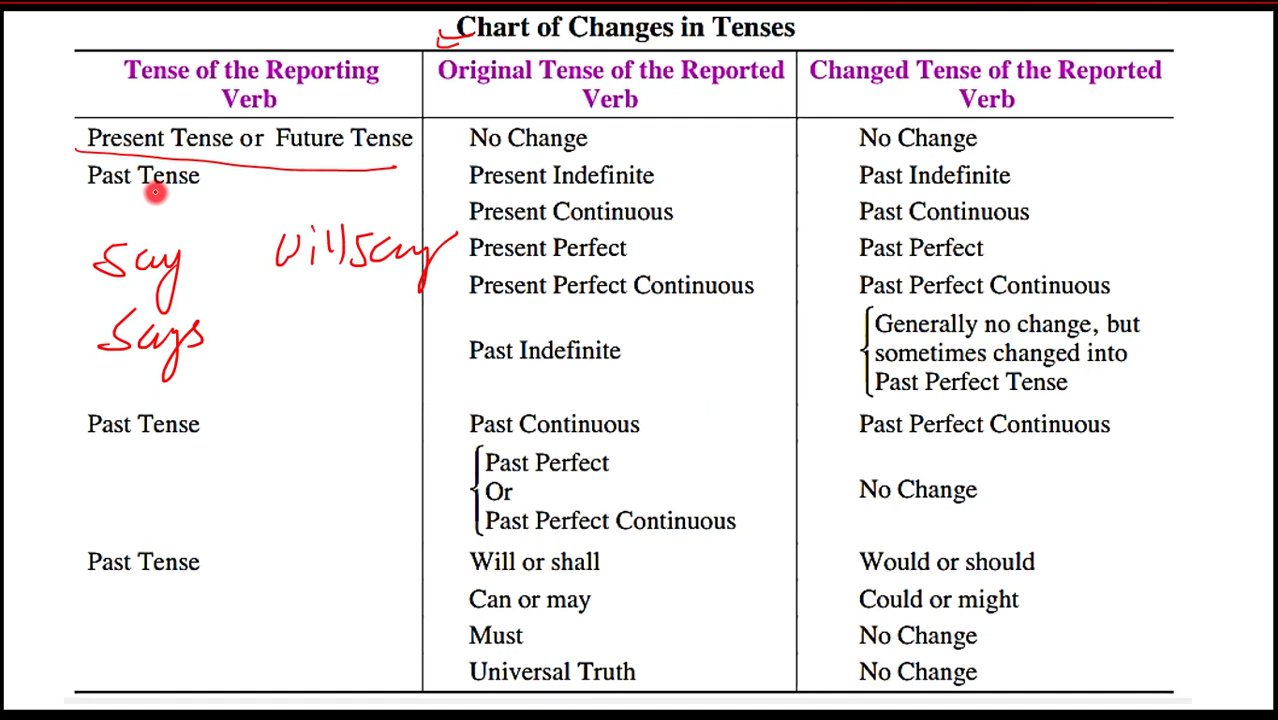 Chart of Changes in Tenses
Tense of the Reporting Verb	Original Tense of the Reported Verb	Changed Tense of the Reported Verb
Present Tense or Future Tense	No Change	No Change
Past Tense	Present Indefinite	Past Indefinite
Present Continuous	Past Continuous
Say	will say	Present Perfect	Past Perfect
Present Perfect Continuous	Past Perfect Continuous
Says	Past Indefinite	Generally no change, but
sometimes changed into
Past Perfect Tense
Past Tense	Past Continuous	Past Perfect Continuous
Past Perfect
Or	No Change
Past Perfect Continuous
Past Tense	Will or shall	Would or should
Can or may	Could or might
Must	No Change
Universal Truth	No Change